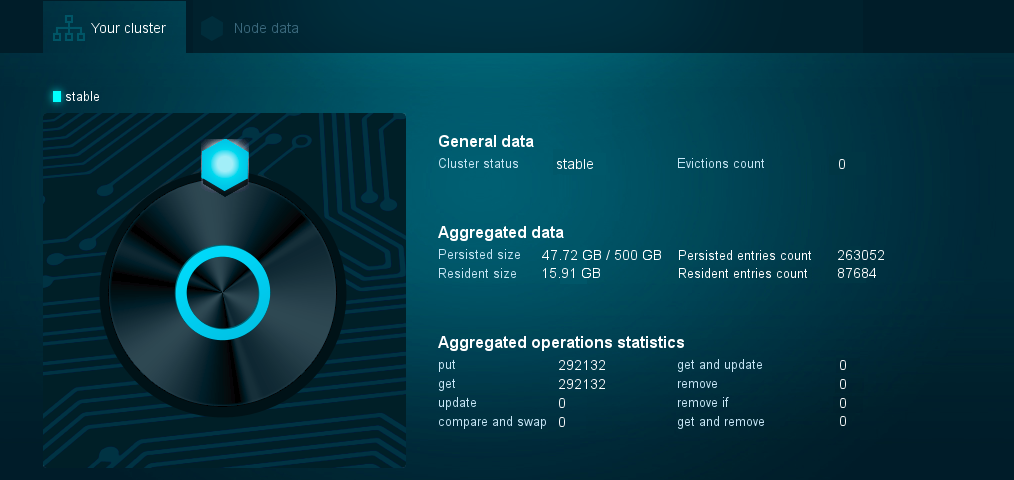 Your cluster Node data
stable
General data
Cluster status stable Evictions count 0
Aggregated data
Persisted size 47.72 GB / 500 GB Persisted entries count 263052
Resident size 15.91 GB Resident entries count 87684
Aggregated operations statistics
put 292132 get and update 0
get 292132 remove 0
update 0 remove if 0
compare and swap 0 get and remove 0